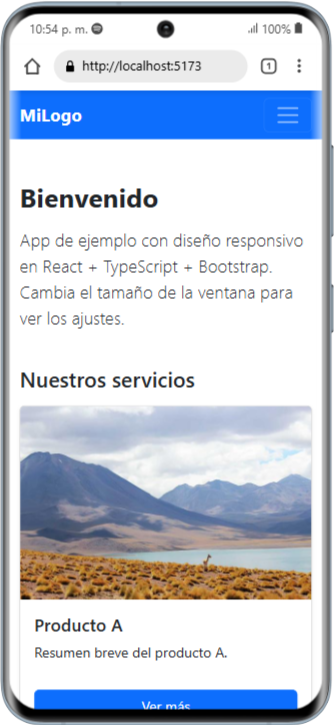 10:54 p. m.
100%
http://localhost:5173
1
MiLogo
Bienvenido
App de ejemplo con diseño responsivo
en React + TypeScript + Bootstrap.
Cambia el tamaño de la ventana para
ver los ajustes.
Nuestros servicios
Producto A
Resumen breve del producto A.
Ver más